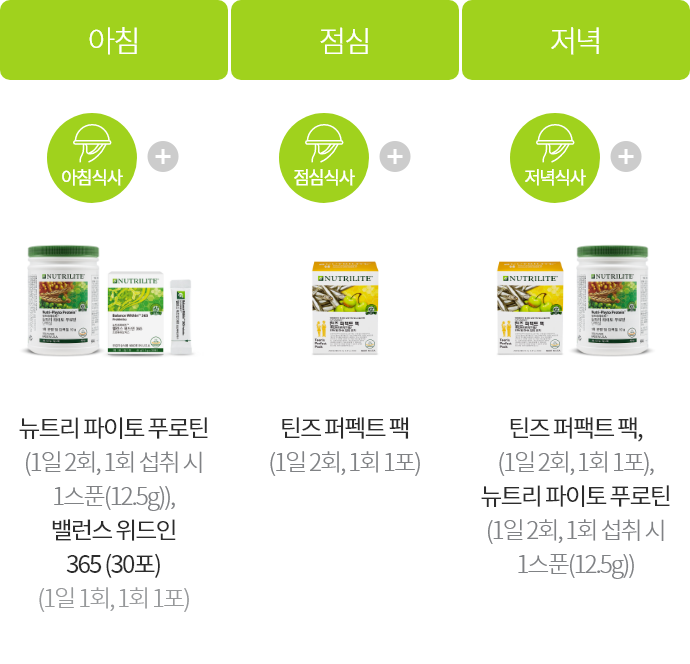 아침
점심
저녁
아침식사
점심식사
저녁식사
NUTRILITE
NUTRILITE
NUTRILITE
NUTRILITE
NUTRILITE
뉴트리 파이토 푸로틴
(1일 2회, 1회 섭취 시
1스푼(12.5g)),
밸런스 위드인
365 (30포)
(1일 1회, 1회 1포)
틴즈 퍼펙트 팩
(1일 2회, 1회 1포)
틴즈 퍼팩트 팩,
(1일 2회, 1회 1포),
뉴트리 파이토 푸로틴
(1일 2회, 1회 섭취 시
1스푼(12.5g))